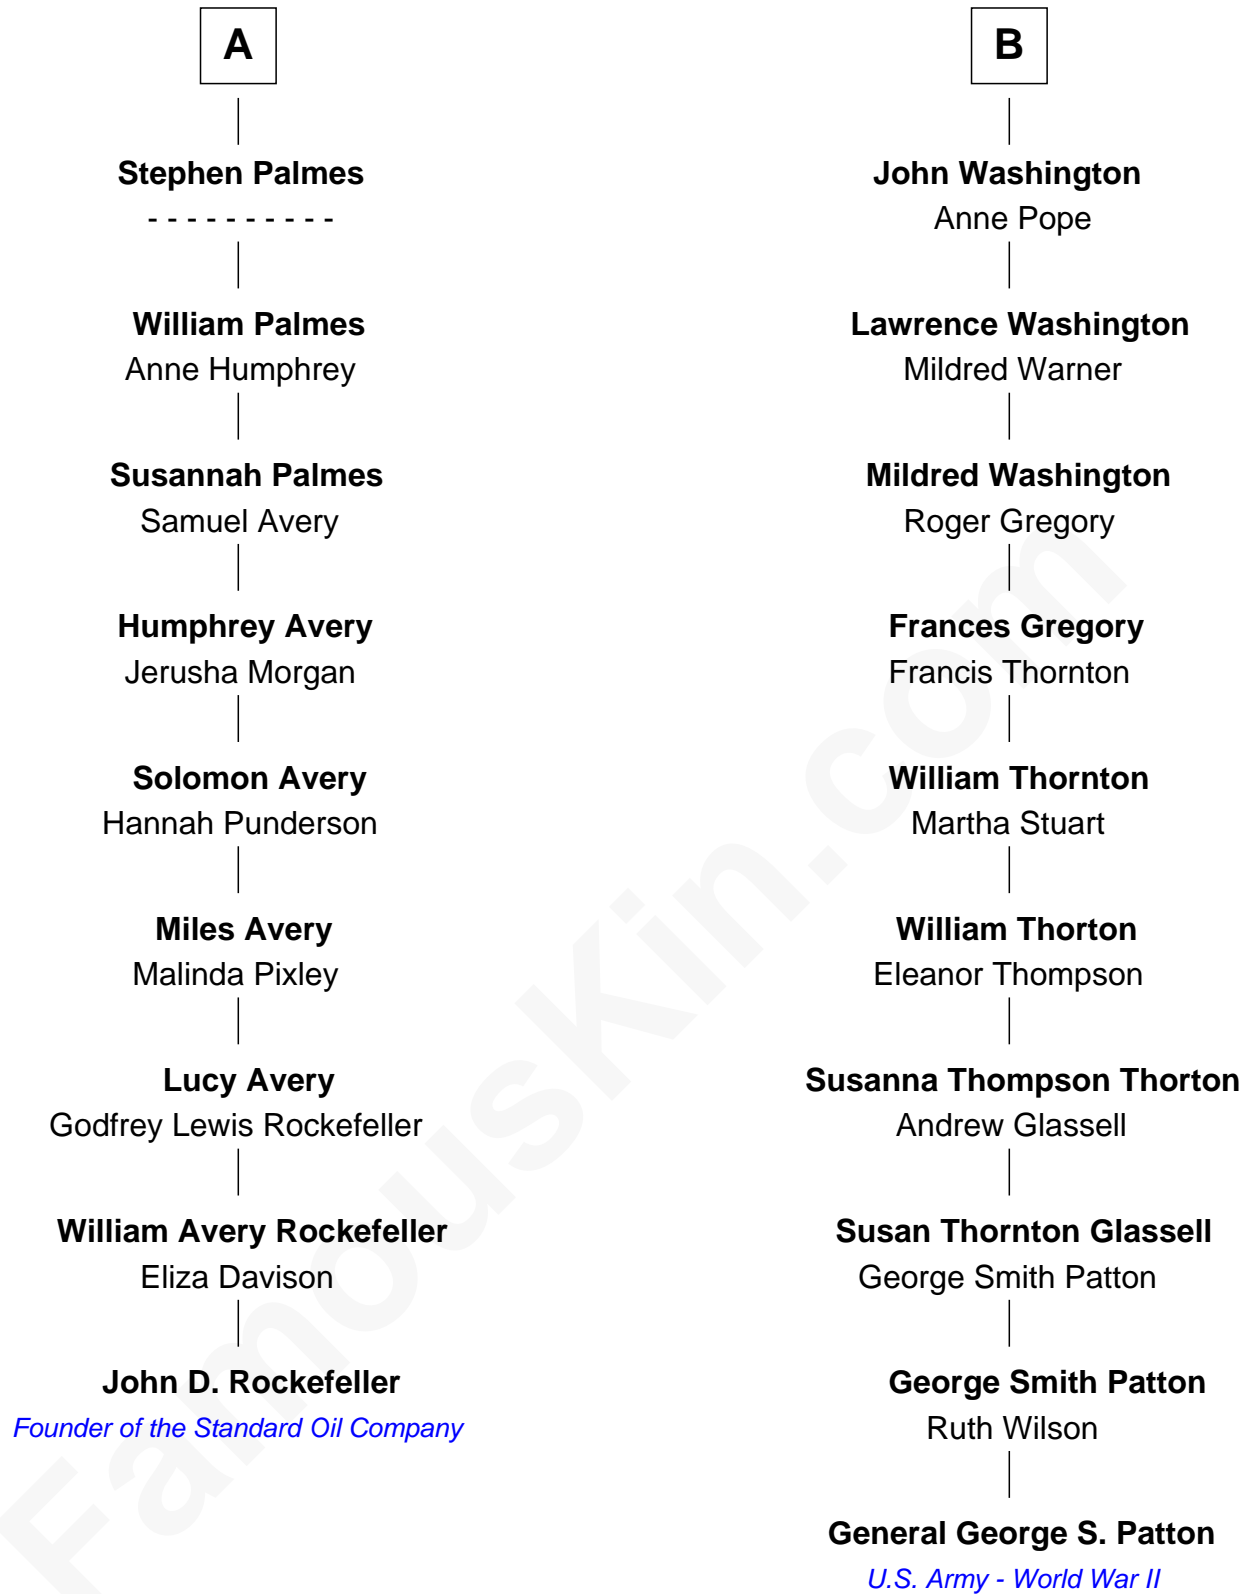 A
Stephen Palmes
- - - - - - - - - -
William Palmes
Anne Humphrey
Susannah Palmes
Samuel Avery
Humphrey Avery
Jerusha Morgan
Solomon Avery
Hannah Punderson
Miles Avery
Malinda Pixley
Lucy Avery
Godfrey Lewis Rockefeller
William Avery Rockefeller
Eliza Davison
John D. Rockefeller
Founder of the Standard Oil Company
B
John Washington
Anne Pope
Lawrence Washington
Mildred Warner
Mildred Washington
Roger Gregory
Frances Gregory
Francis Thornton
William Thornton
Martha Stuart
William Thorton
Eleanor Thompson
Susanna Thompson Thorton
Andrew Glassell
Susan Thornton Glassell
George Smith Patton
George Smith Patton
Ruth Wilson
General George S. Patton
U.S. Army - World War II
FamousKin.com